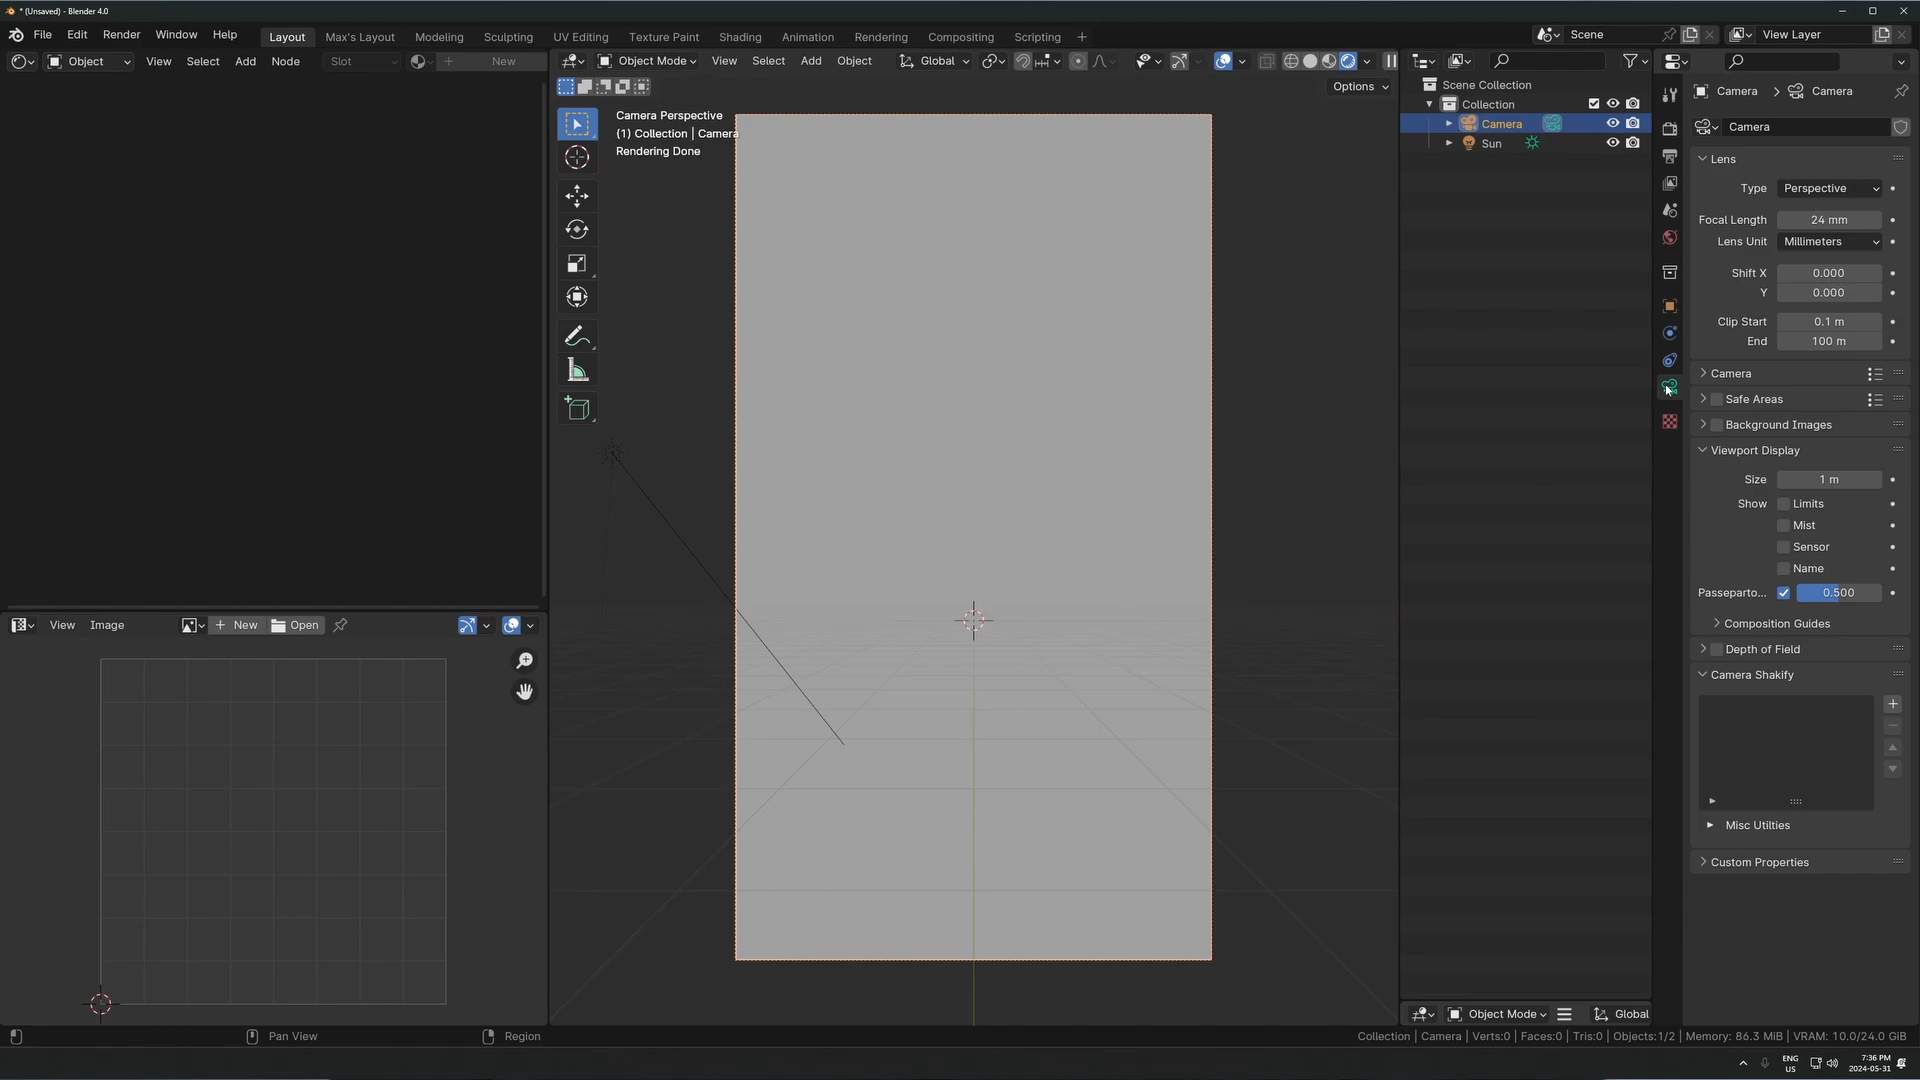 * (Unsaved) - Blender 4.0
File Edit Render Window Help Layout Max's Layout Modeling Sculpting UV Editing Texture Paint Shading Animation Rendering Compositing Scripting + Scene View Layer
Object View Select Add Node Slot New
Object Mode View Select Add Object Global
Options
Camera Perspective
(1) Collection | Camera
Rendering Done
Scene Collection
Collection
Camera
Sun
Camera > Camera
Camera
Lens
Type Perspective
Focal Length 24 mm
Lens Unit Millimeters
Shift X 0.000
Y 0.000
Clip Start 0.1 m
End 100 m
Camera
Safe Areas
Background Images
Viewport Display
Size 1 m
Show Limits
Mist
Sensor
Name
Passeparto... 0.500
Composition Guides
Depth of Field
Camera Shakify
Misc Utilties
Custom Properties
View Image + New Open
Object Mode Global
Pan View Region
Collection | Camera | Verts:0 | Faces:0 | Tris:0 | Objects:1/2 | Memory: 86.3 MiB | VRAM: 10.0/24.0 GiB
ENG
US
7:36 PM
2024-05-31